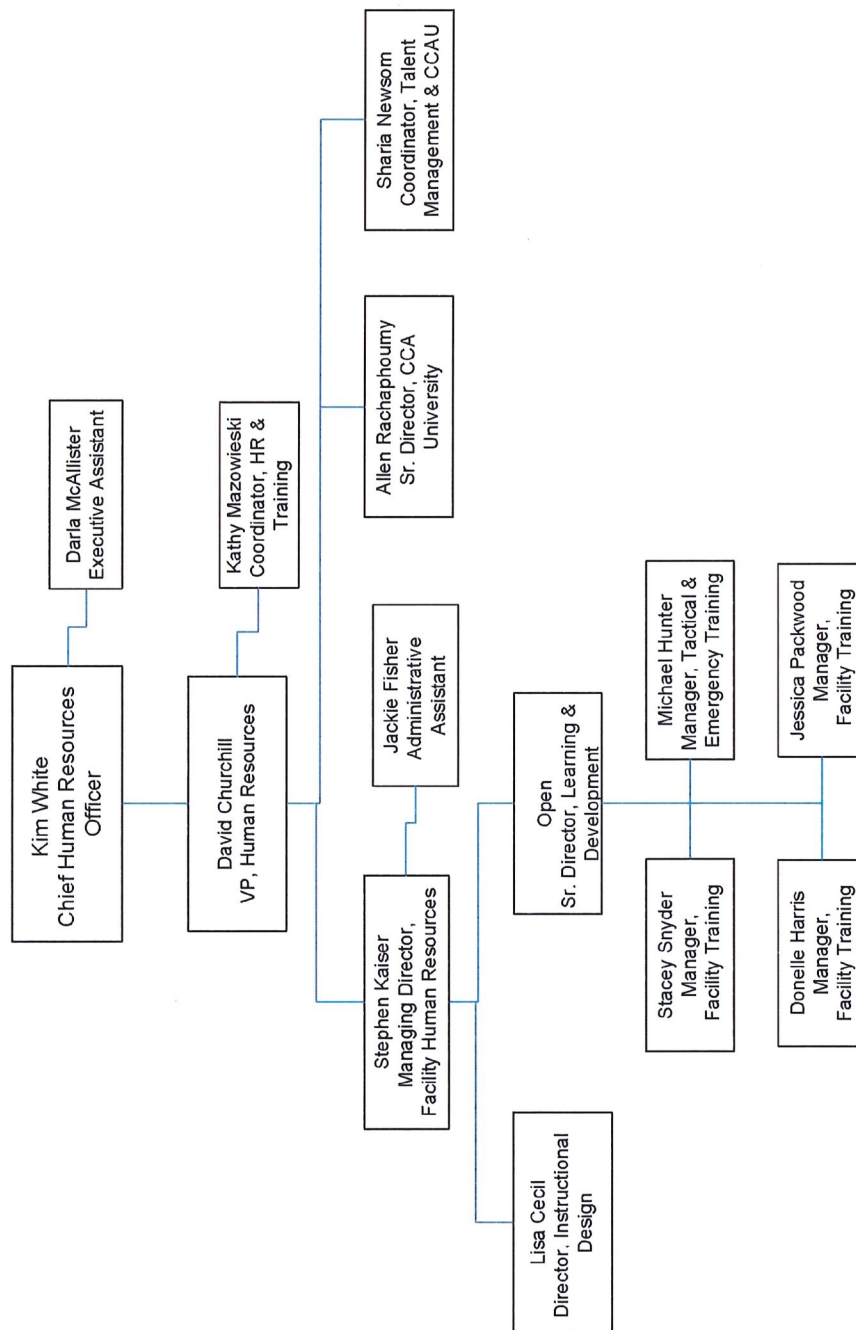 Kim White
Chief Human Resources
Officer
Darla McAllister
Executive Assistant
David Churchill
VP, Human Resources
Kathy Mazowieski
Coordinator, HR &
Training
Stephen Kaiser
Managing Director,
Facility Human Resources
Jackie Fisher
Administrative
Assistant
Allen Rachaphoumy
Sr. Director, CCA
University
Sharia Newsom
Coordinator, Talent
Management & CCAU
Lisa Cecil
Director, Instructional
Design
Open
Sr. Director, Learning &
Development
Stacey Snyder
Manager,
Facility Training
Michael Hunter
Manager, Tactical &
Emergency Training
Donelle Harris
Manager,
Facility Training
Jessica Packwood
Manager,
Facility Training